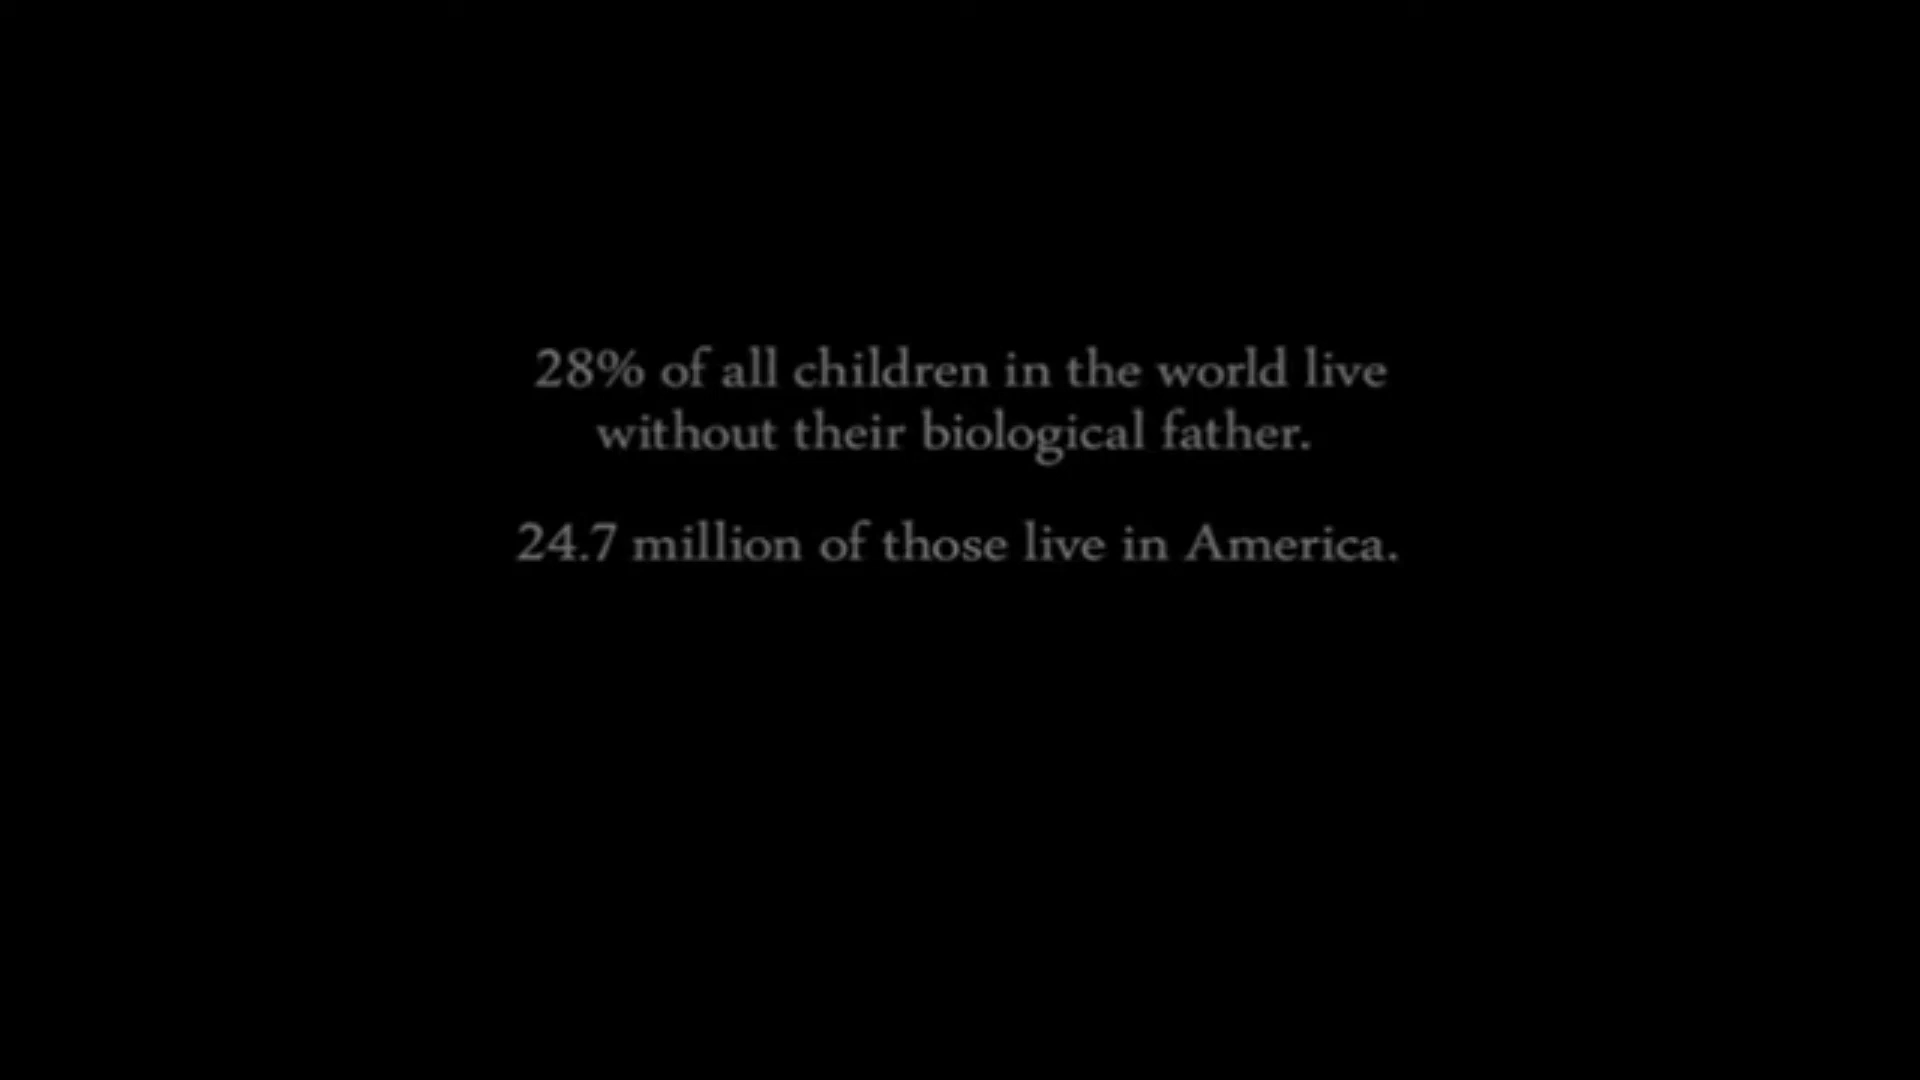 28% of all children in the world live
without their biological father.
24.7 million of those live in America.